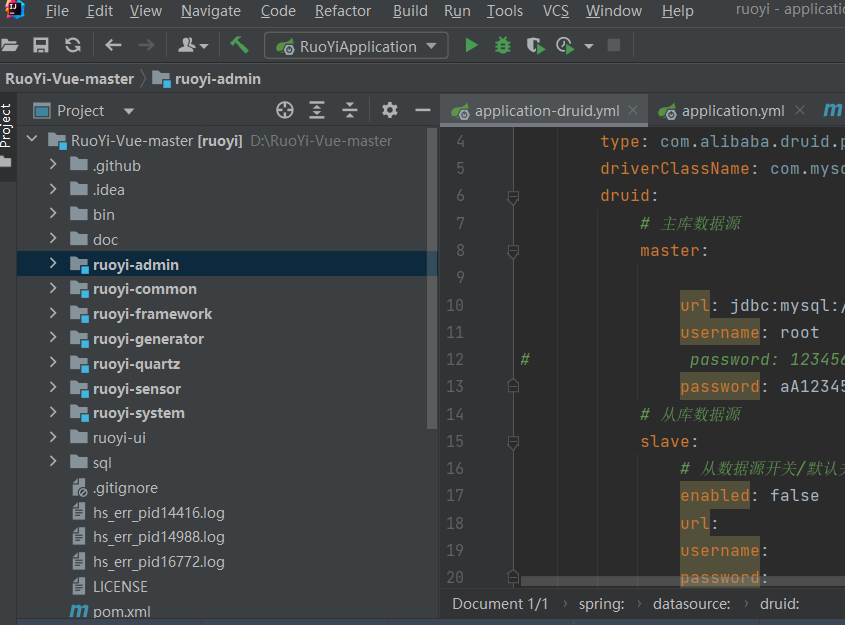 File Edit View Navigate Code Refactor Build Run Tools VCS Window Help ruoyi - applicatio
RuoYiApplication
RuoYi-Vue-master ruoyi-admin
Project
Project
RuoYi-Vue-master [ruoyi] D:\RuoYi-Vue-master
.github
.idea
bin
doc
ruoyi-admin
ruoyi-common
ruoyi-framework
ruoyi-generator
ruoyi-quartz
ruoyi-sensor
ruoyi-system
ruoyi-ui
sql
.gitignore
hs_err_pid14416.log
hs_err_pid14988.log
hs_err_pid16772.log
LICENSE
pom.xml
application-druid.yml application.yml
4 type: com.alibaba.druid.p
5 driverClassName: com.mysq
6 druid:
7 # 主库数据源
8 master:
9
10 url: jdbc:mysql:/
11 username: root
12 # password: 123456
13 password: aA12345
14 # 从库数据源
15 slave:
16 # 从数据源开关/默认关
17 enabled: false
18 url:
19 username:
20 password:
Document 1/1 › spring: › datasource: › druid: